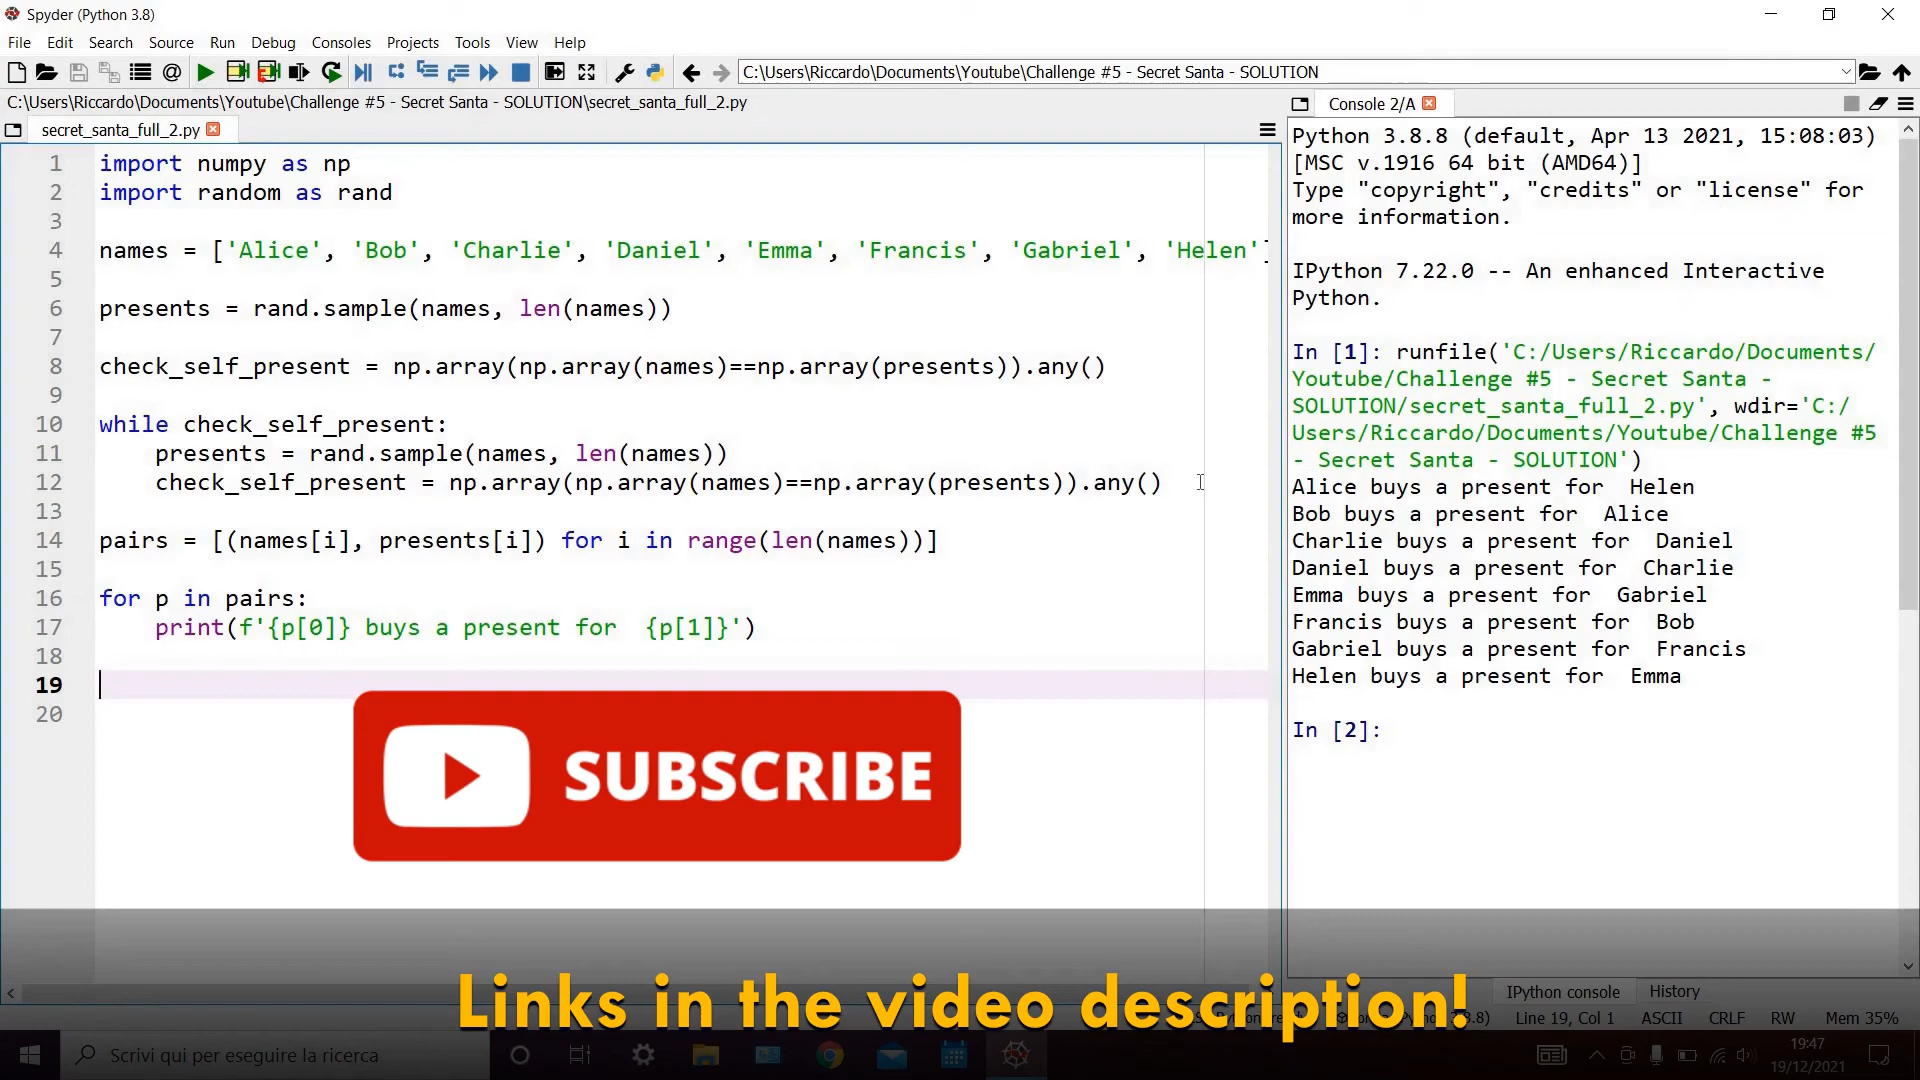 Spyder (Python 3.8)
File Edit Search Source Run Debug Consoles Projects Tools View Help
C:\Users\Riccardo\Documents\Youtube\Challenge #5 - Secret Santa - SOLUTION
C:\Users\Riccardo\Documents\Youtube\Challenge #5 - Secret Santa - SOLUTION\secret_santa_full_2.py
secret_santa_full_2.py
1 import numpy as np
2 import random as rand
3
4 names = ['Alice', 'Bob', 'Charlie', 'Daniel', 'Emma', 'Francis', 'Gabriel', 'Helen']
5
6 presents = rand.sample(names, len(names))
7
8 check_self_present = np.array(np.array(names)==np.array(presents)).any()
9
10 while check_self_present:
11     presents = rand.sample(names, len(names))
12     check_self_present = np.array(np.array(names)==np.array(presents)).any()
13
14 pairs = [(names[i], presents[i]) for i in range(len(names))]
15
16 for p in pairs:
17     print(f'{p[0]} buys a present for  {p[1]}')
18
19
20
SUBSCRIBE
Console 2/A
Python 3.8.8 (default, Apr 13 2021, 15:08:03)
[MSC v.1916 64 bit (AMD64)]
Type "copyright", "credits" or "license" for
more information.
IPython 7.22.0 -- An enhanced Interactive
Python.
In [1]: runfile('C:/Users/Riccardo/Documents/
Youtube/Challenge #5 - Secret Santa -
SOLUTION/secret_santa_full_2.py', wdir='C:/
Users/Riccardo/Documents/Youtube/Challenge #5
- Secret Santa - SOLUTION')
Alice buys a present for  Helen
Bob buys a present for  Alice
Charlie buys a present for  Daniel
Daniel buys a present for  Charlie
Emma buys a present for  Gabriel
Francis buys a present for  Bob
Gabriel buys a present for  Francis
Helen buys a present for  Emma
In [2]:
IPython console History
Links in the video description!
Line 19, Col 1 ASCII CRLF RW Mem 35%
Scrivi qui per eseguire la ricerca
19:47
19/12/2021